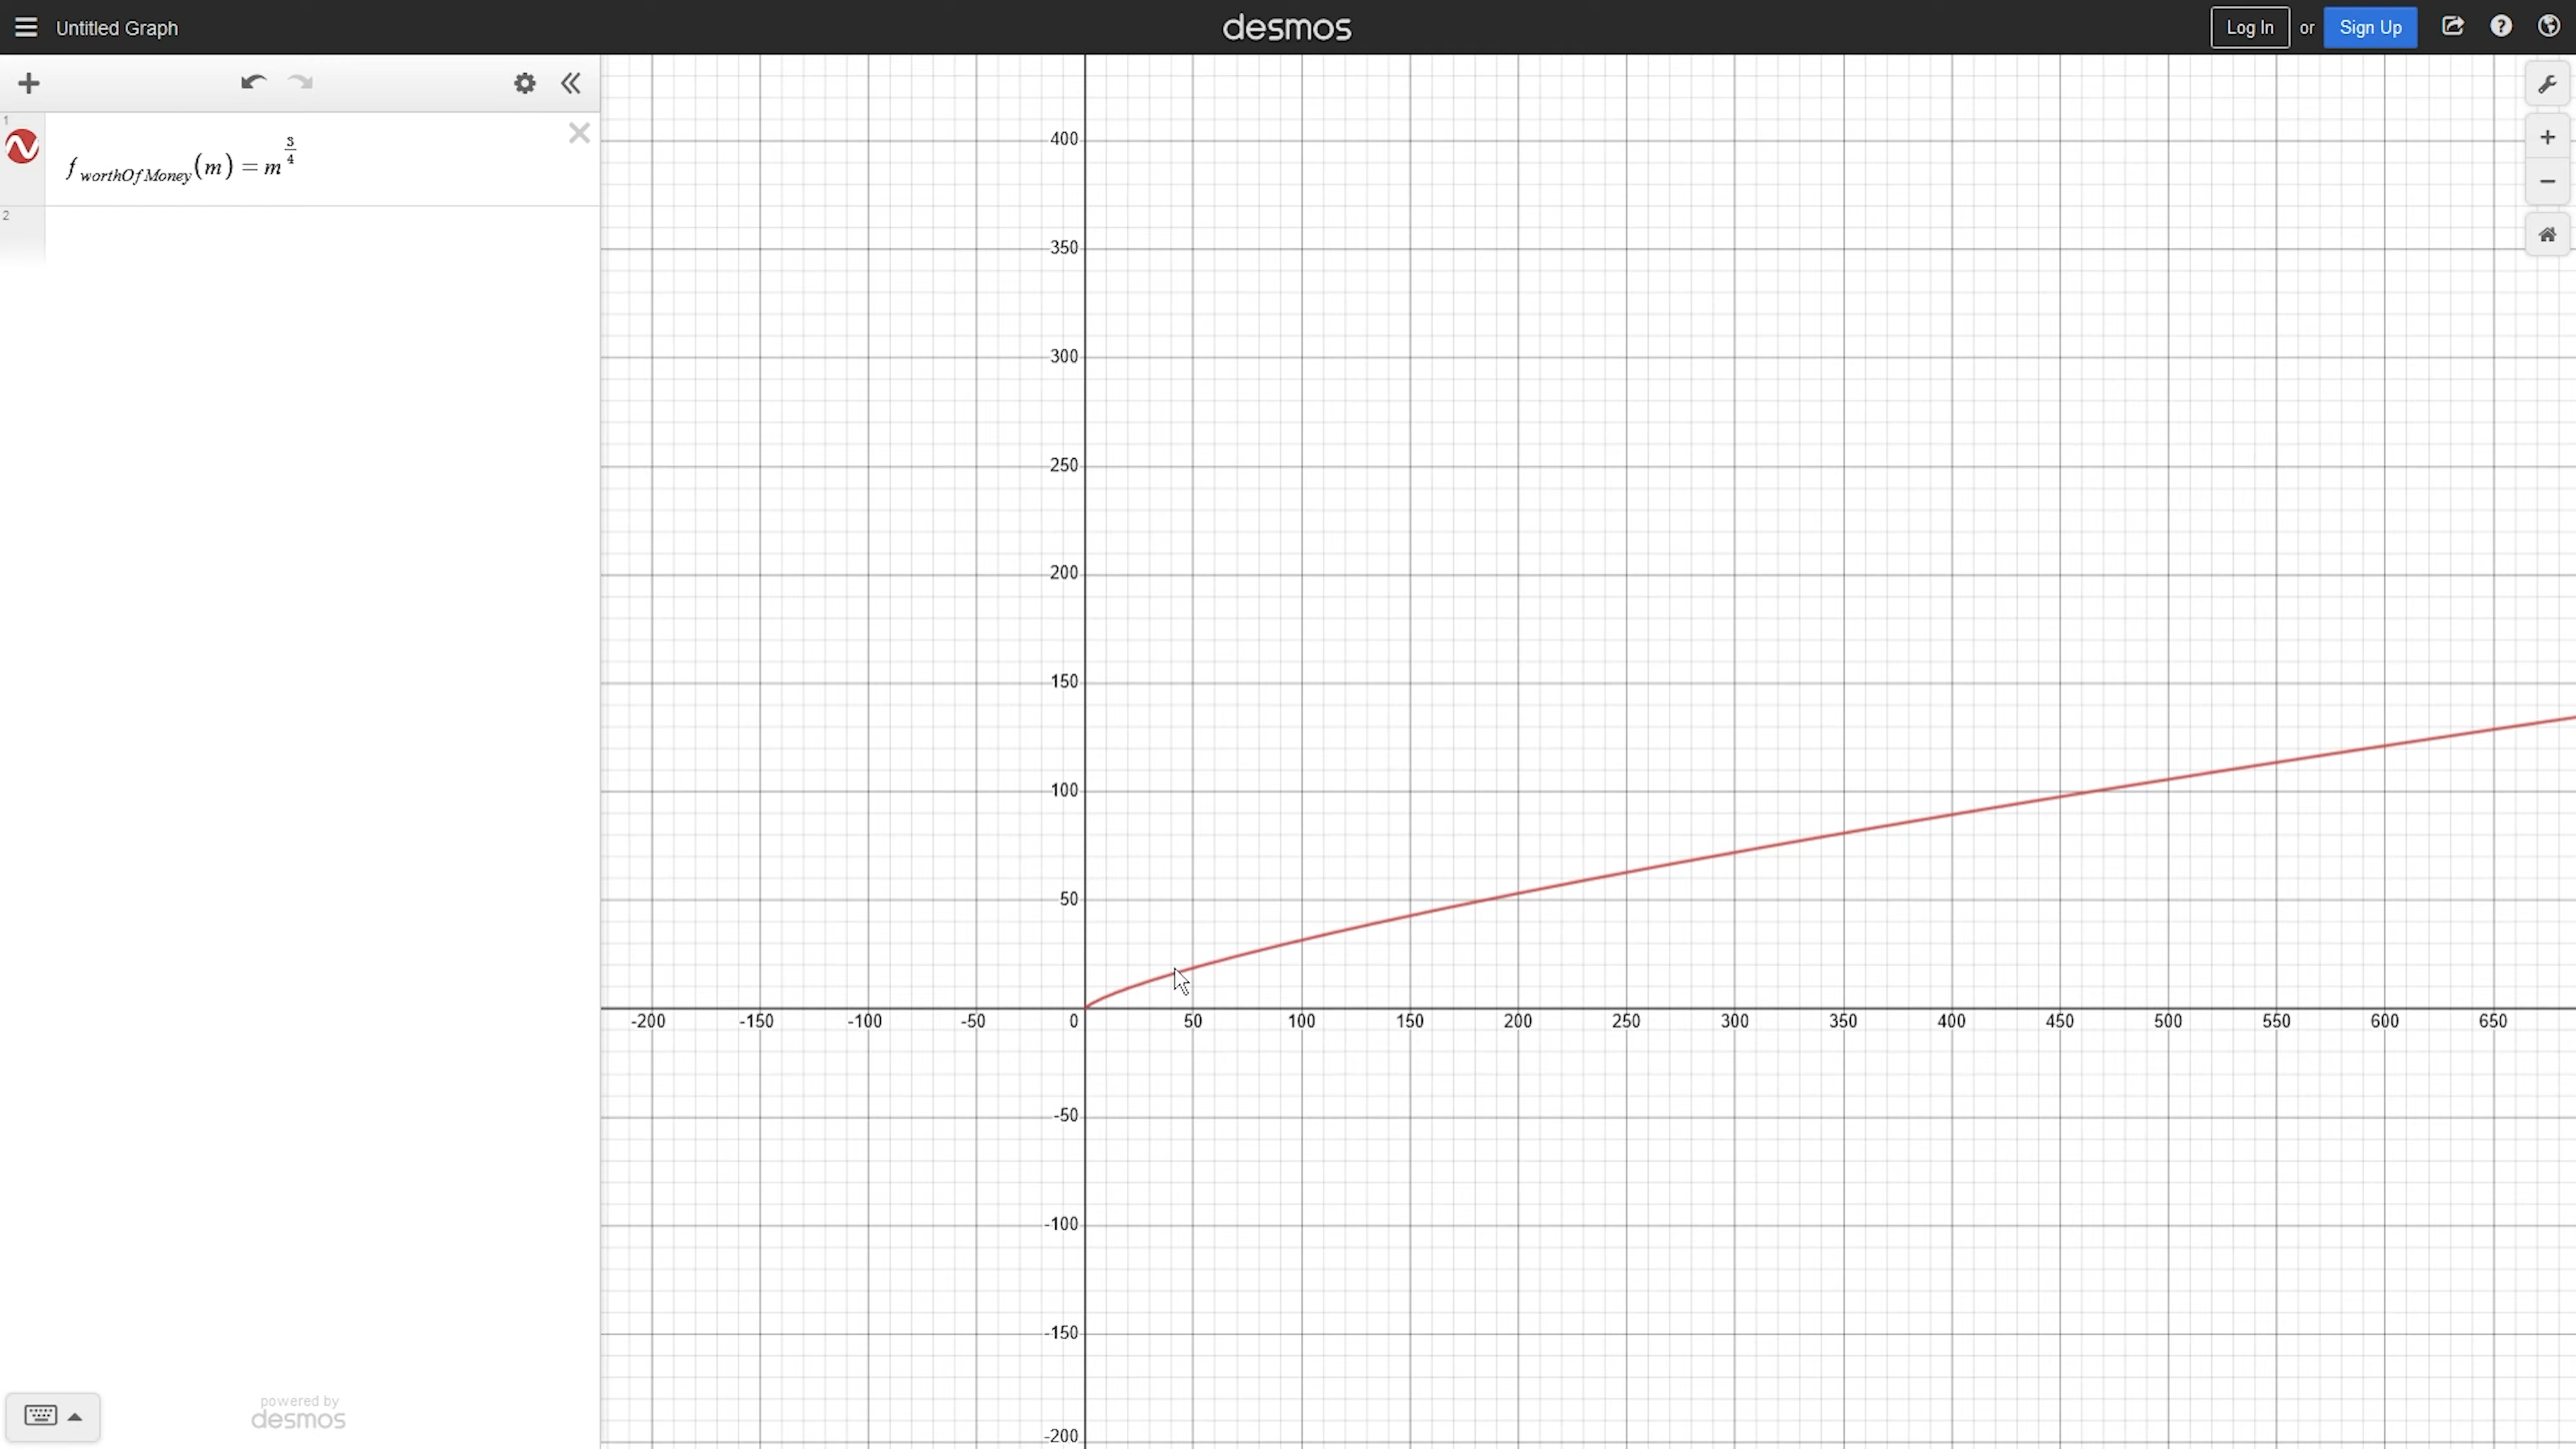 Untitled Graph
desmos
Log In or Sign Up
1
f worthOfMoney(m) = m^(3/4)
2
400
350
300
250
200
150
100
50
-200 -150 -100 -50 0 50 100 150 200 250 300 350 400 450 500 550 600 650
-50
-100
-150
-200
powered by
desmos